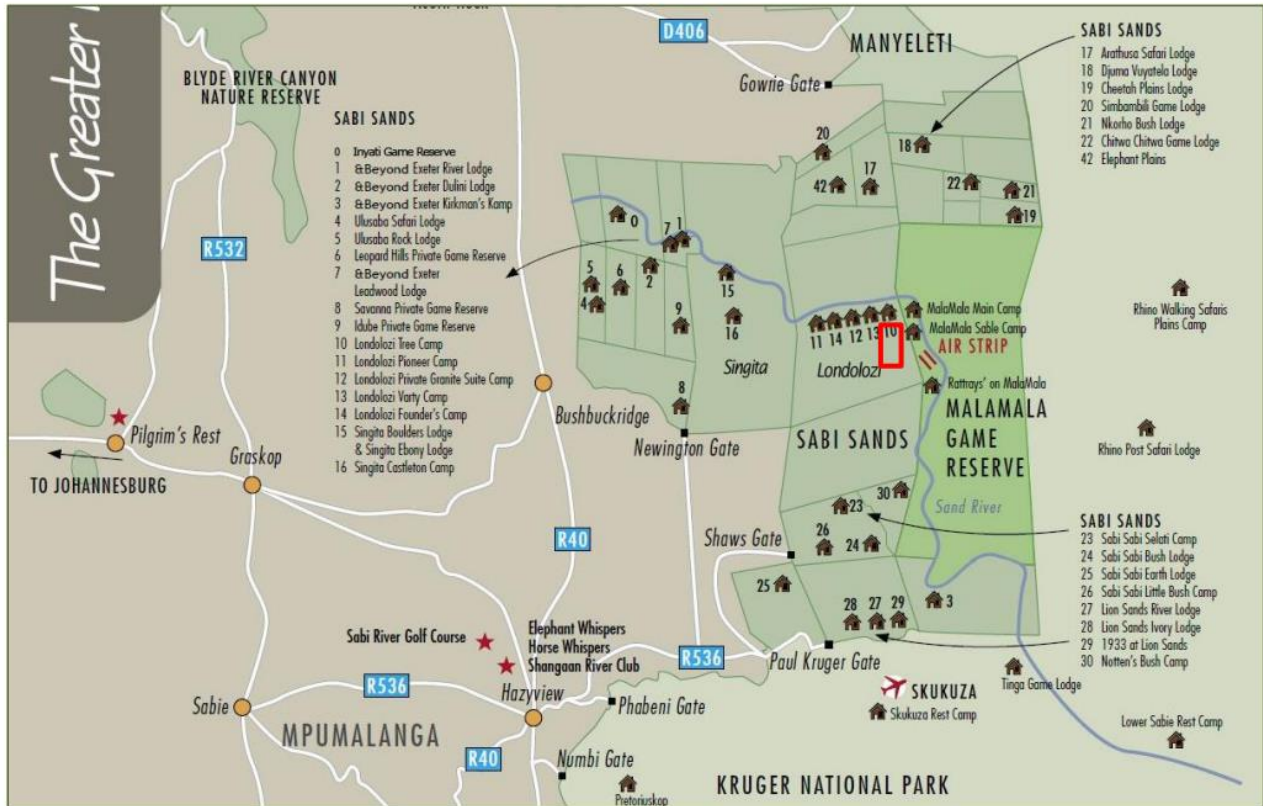 The Greater
BLYDE RIVER CANYON
NATURE RESERVE
D406
MANYELETI
Gowrie Gate
SABI SANDS
17 Arathusa Safari Lodge
18 Djuma Vuyatela Lodge
19 Cheetah Plains Lodge
20 Simbambili Game Lodge
21 Nkorho Bush Lodge
22 Chitwa Chitwa Game Lodge
42 Elephant Plains
SABI SANDS
0 Inyati Game Reserve
1 &Beyond Exeter River Lodge
2 &Beyond Exeter Dulini Lodge
3 &Beyond Exeter Kirkman's Kamp
4 Ulusaba Safari Lodge
5 Ulusaba Rock Lodge
6 Leopard Hills Private Game Reserve
7 &Beyond Exeter
Leadwood Lodge
8 Savanna Private Game Reserve
9 Idube Private Game Reserve
10 Londolozi Tree Camp
11 Londolozi Pioneer Camp
12 Londolozi Private Granite Suite Camp
13 Londolozi Varty Camp
14 Londolozi Founder's Camp
15 Singita Boulders Lodge
& Singita Ebony Lodge
16 Singita Castleton Camp
R532
20
18
42
17
22
21
19
0
7
1
5
6
2
4
15
9
16
11
14
12
13
10
MalaMala Main Camp
MalaMala Sable Camp
AIR STRIP
Rattrays' on MalaMala
Rhino Walking Safaris
Plains Camp
Singita
Londolozi
8
MALAMALA
GAME
RESERVE
SABI SANDS
Rhino Post Safari Lodge
Bushbuckridge
Newington Gate
Pilgrim's Rest
Graskop
TO JOHANNESBURG
Sand River
30
23
26
24
Shaws Gate
R40
SABI SANDS
23 Sabi Sabi Selati Camp
24 Sabi Sabi Bush Lodge
25 Sabi Sabi Earth Lodge
26 Sabi Sabi Little Bush Camp
27 Lion Sands River Lodge
28 Lion Sands Ivory Lodge
29 1933 at Lion Sands
30 Notten's Bush Camp
25
28
27
29
3
Sabi River Golf Course
Elephant Whispers
Horse Whispers
Shangaan River Club
R536
Paul Kruger Gate
SKUKUZA
Skukuza Rest Camp
Tinga Game Lodge
Lower Sabie Rest Camp
Sabie
R536
Hazyview
Phabeni Gate
MPUMALANGA
R40
Numbi Gate
Pretoriuskop
KRUGER NATIONAL PARK